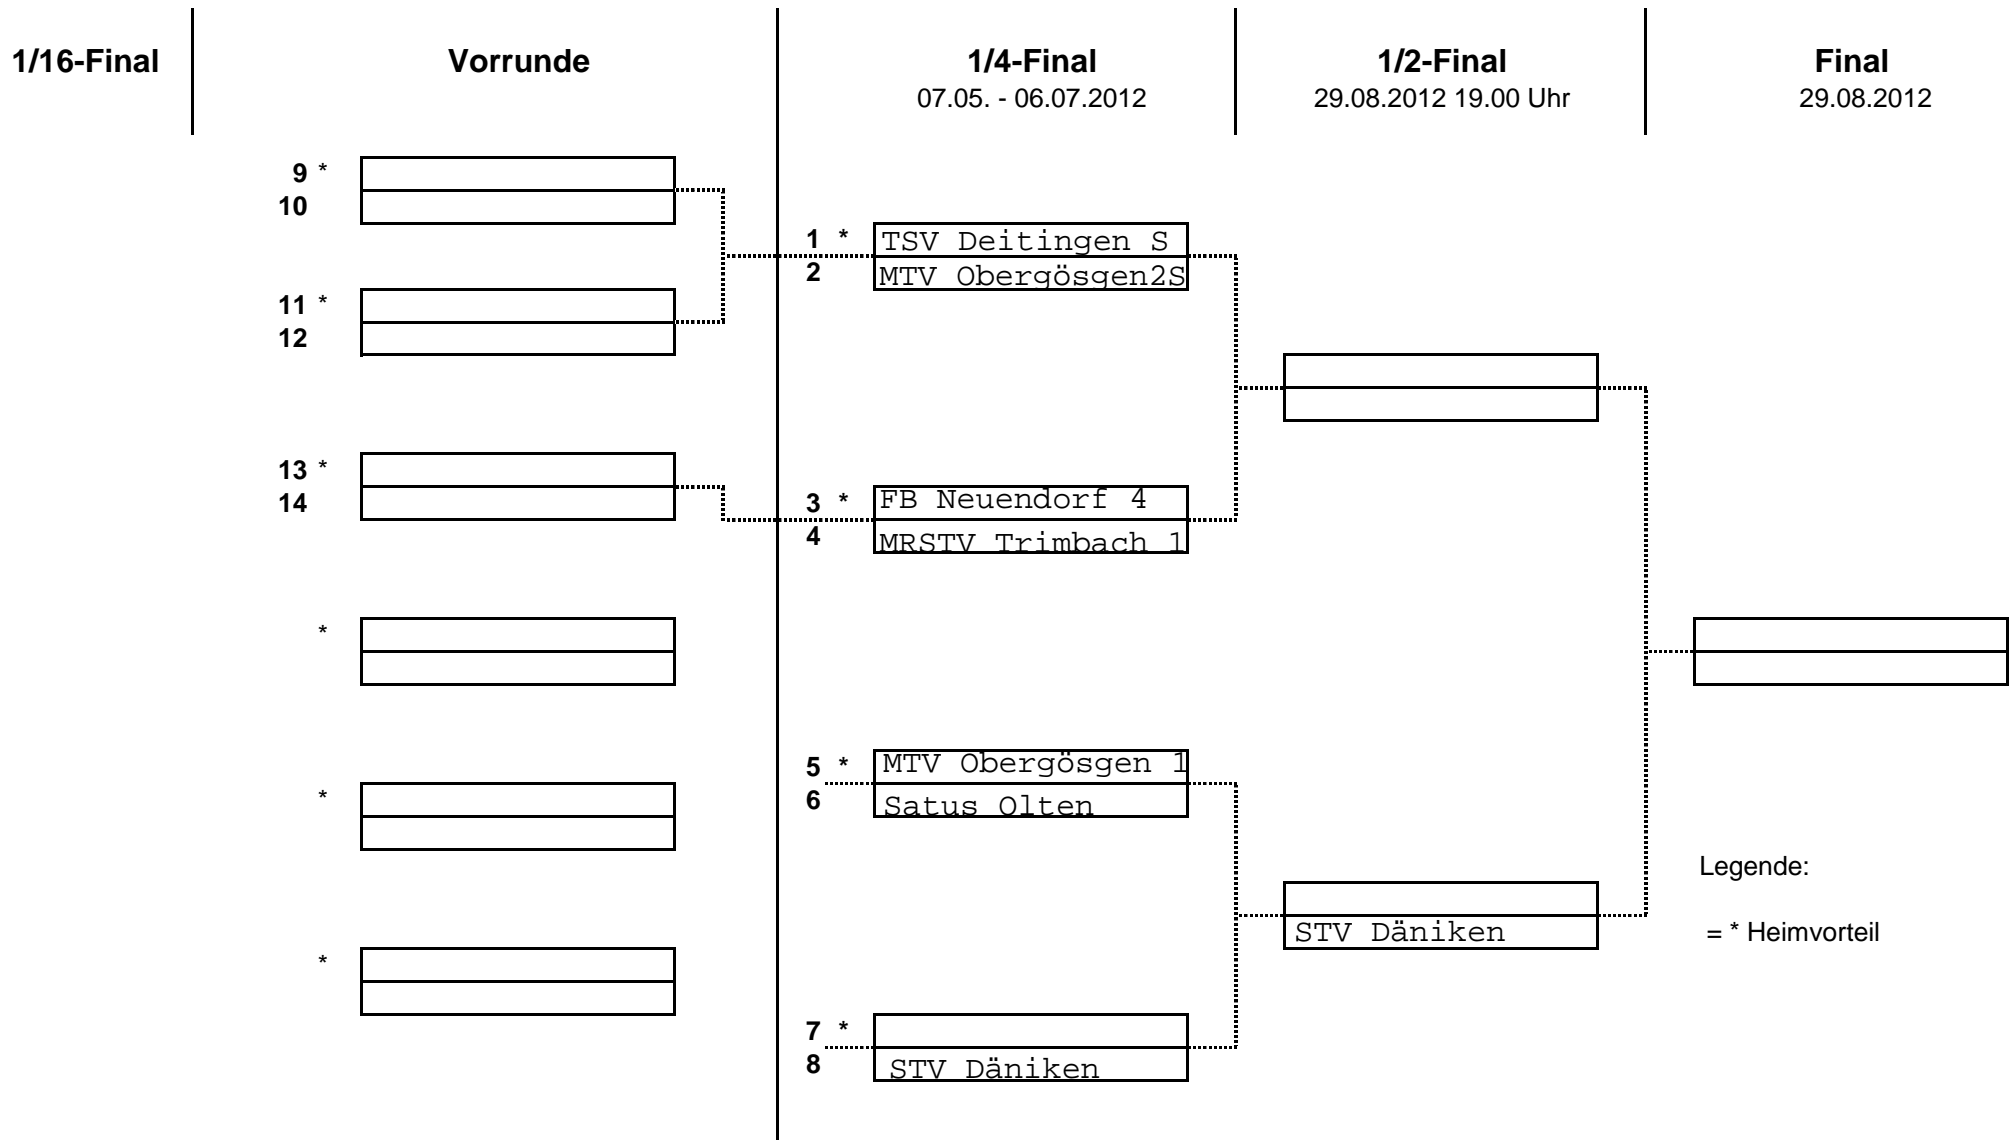 1/16-Final
Vorrunde
1/4-Final
07.05. - 06.07.2012
1/2-Final
29.08.2012 19.00 Uhr
Final
29.08.2012
9 *
10
11 *
12
13 *
14
*
*
*
1 * TSV Deitingen S
2 MTV Obergösgen2S
3 * FB Neuendorf 4
4 MRSTV Trimbach 1
5 * MTV Obergösgen 1
6 Satus Olten
7 *
8 STV Däniken
STV Däniken
Legende:
= * Heimvorteil